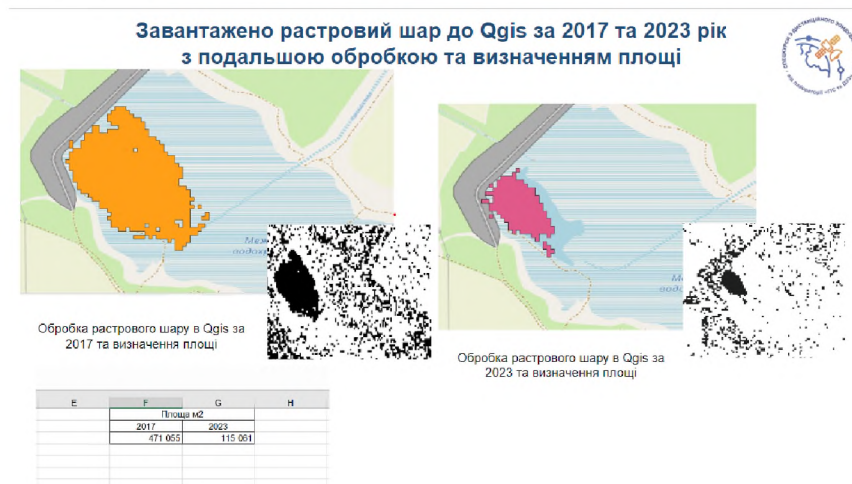 Завантажено растровий шар до Qgis за 2017 та 2023 рік
з подальшою обробкою та визначенням площі
Обробка растрового шару в Qgis за
2017 та визначення площі
Обробка растрового шару в Qgis за
2023 та визначення площі
E F G H
Площа м2
2017 2023
471 055 115 061